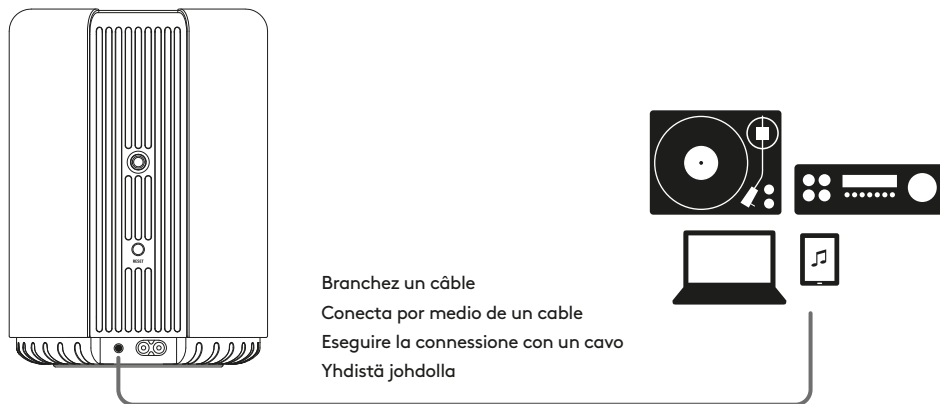 RESET
Branchez un câble
Conecta por medio de un cable
Eseguire la connessione con un cavo
Yhdistä johdolla